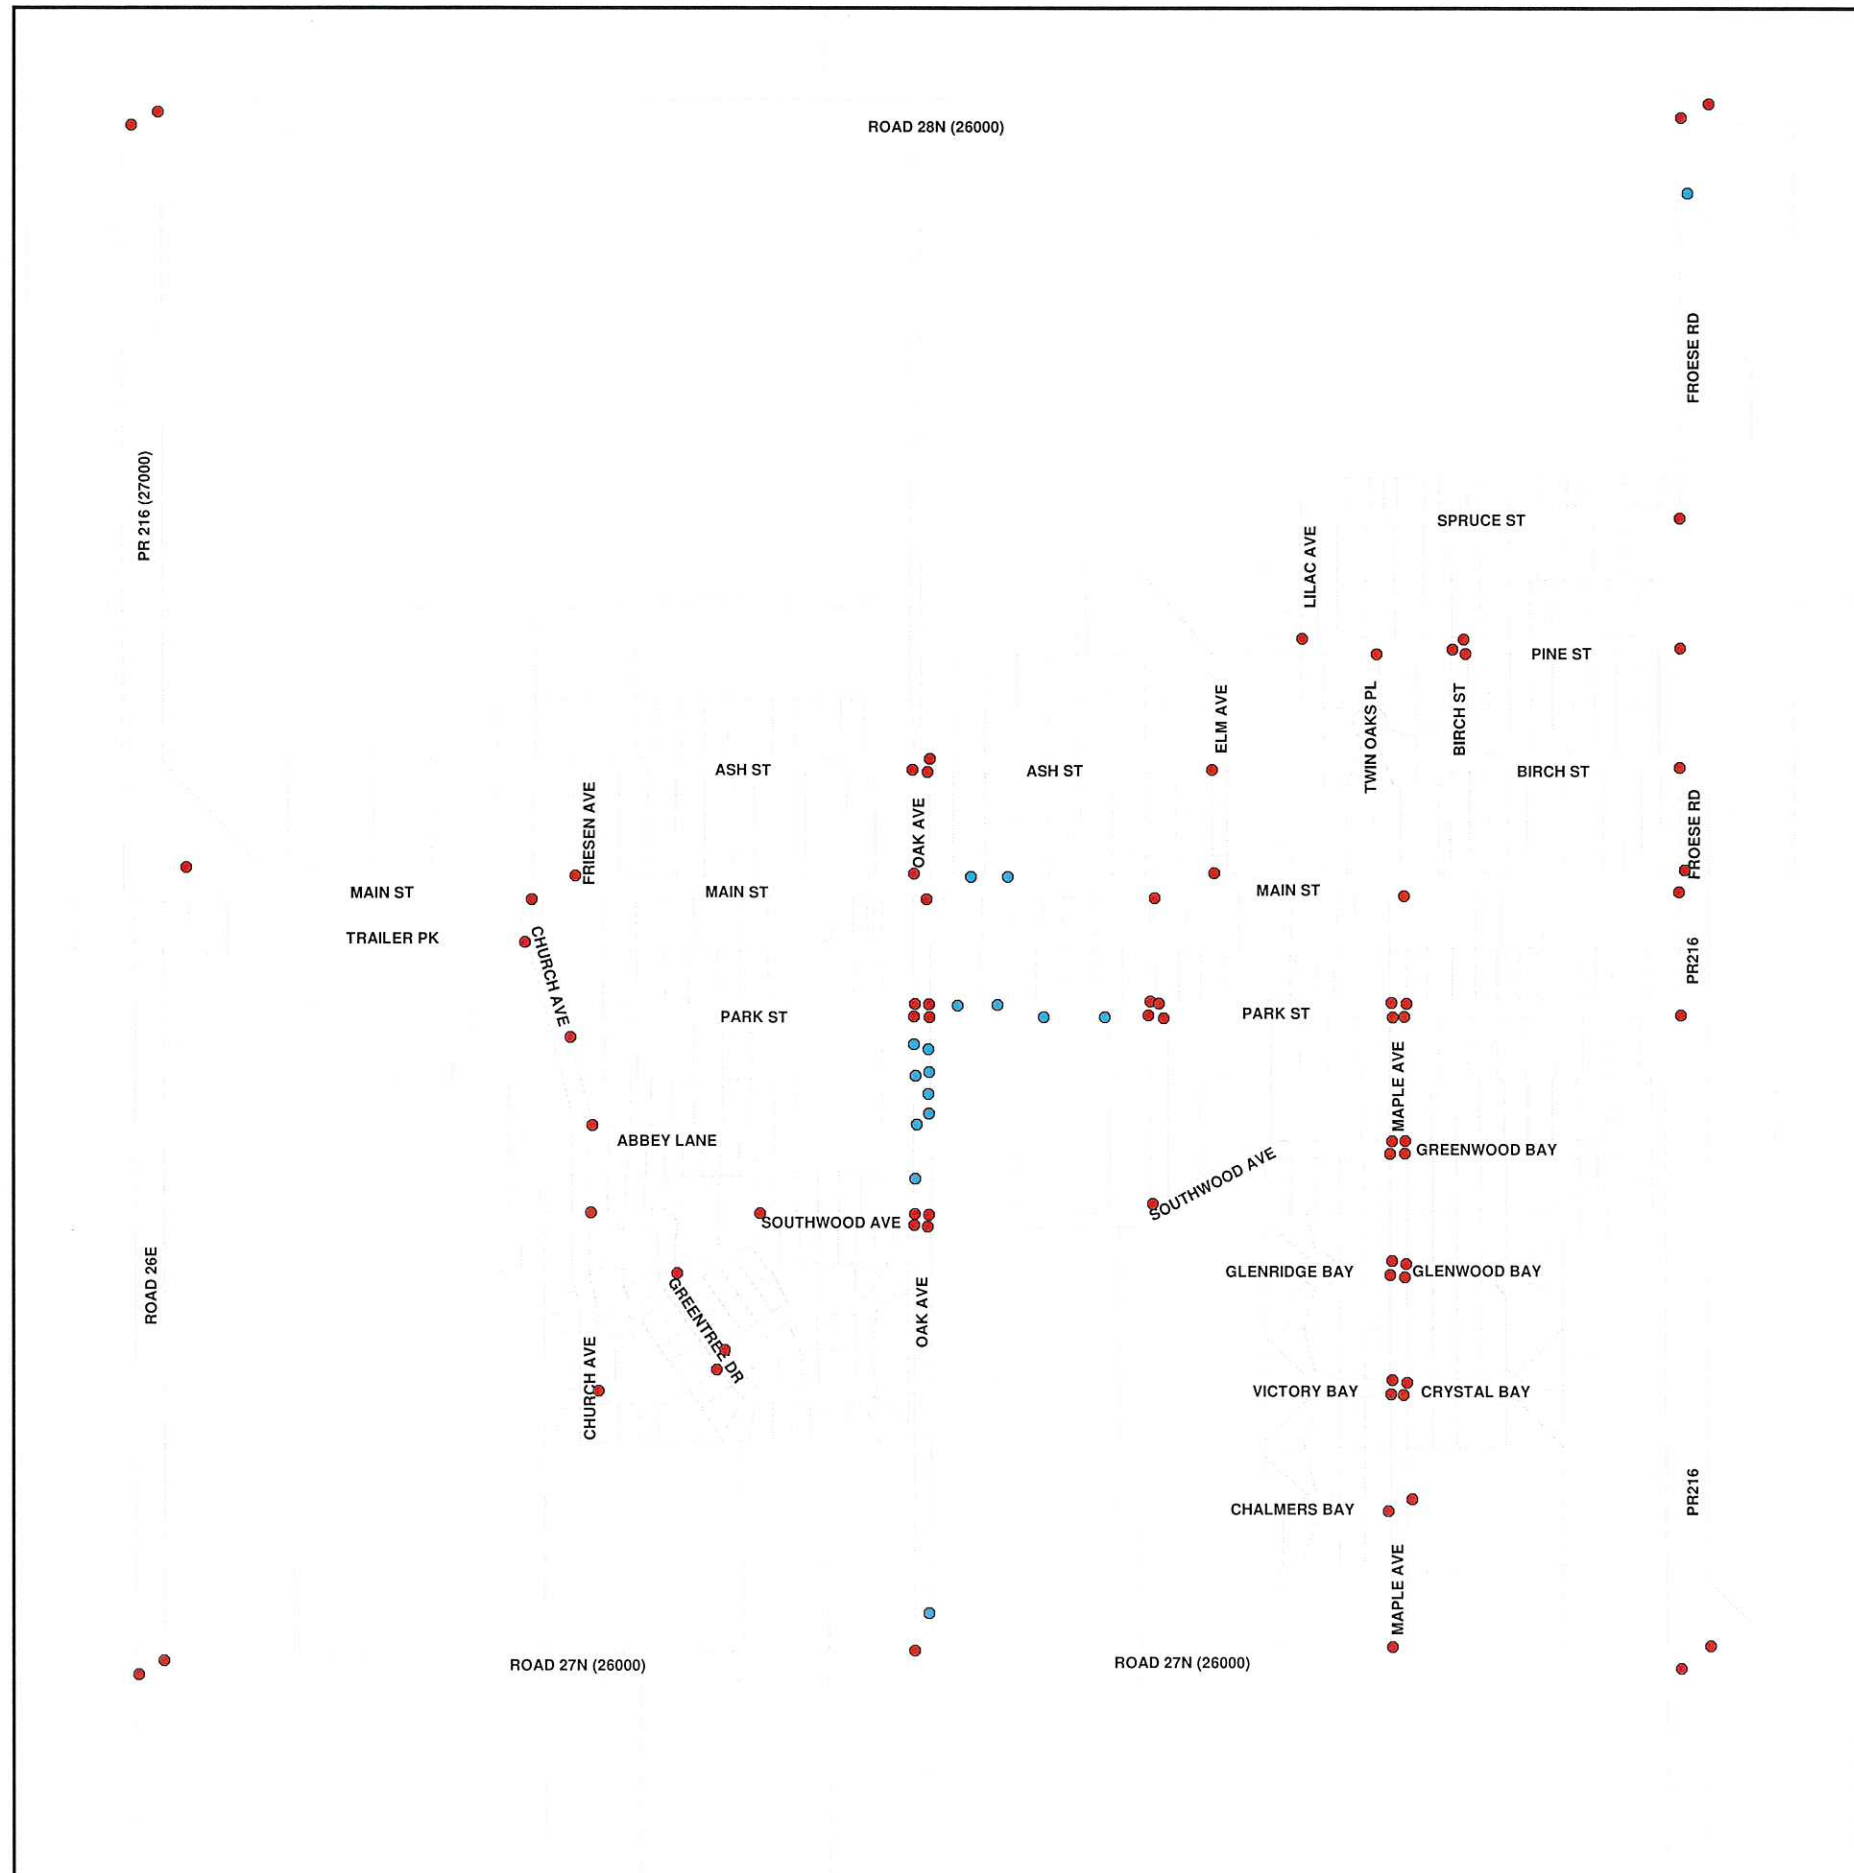 ROAD 28N (26000)
FROESE RD
PR 216 (27000)
SPRUCE ST
LILAC AVE
PINE ST
ELM AVE
TWIN OAKS PL
BIRCH ST
ASH ST
ASH ST
BIRCH ST
FRIESEN AVE
OAK AVE
FROESE RD
MAIN ST
MAIN ST
MAIN ST
TRAILER PK
CHURCH AVE
PR216
PARK ST
PARK ST
MAPLE AVE
ABBEY LANE
GREENWOOD BAY
SOUTHWOOD AVE
SOUTHWOOD AVE
ROAD 26E
GLENRIDGE BAY
GLENWOOD BAY
GREENTREE DR
OAK AVE
CHURCH AVE
VICTORY BAY
CRYSTAL BAY
PR216
CHALMERS BAY
MAPLE AVE
ROAD 27N (26000)
ROAD 27N (26000)